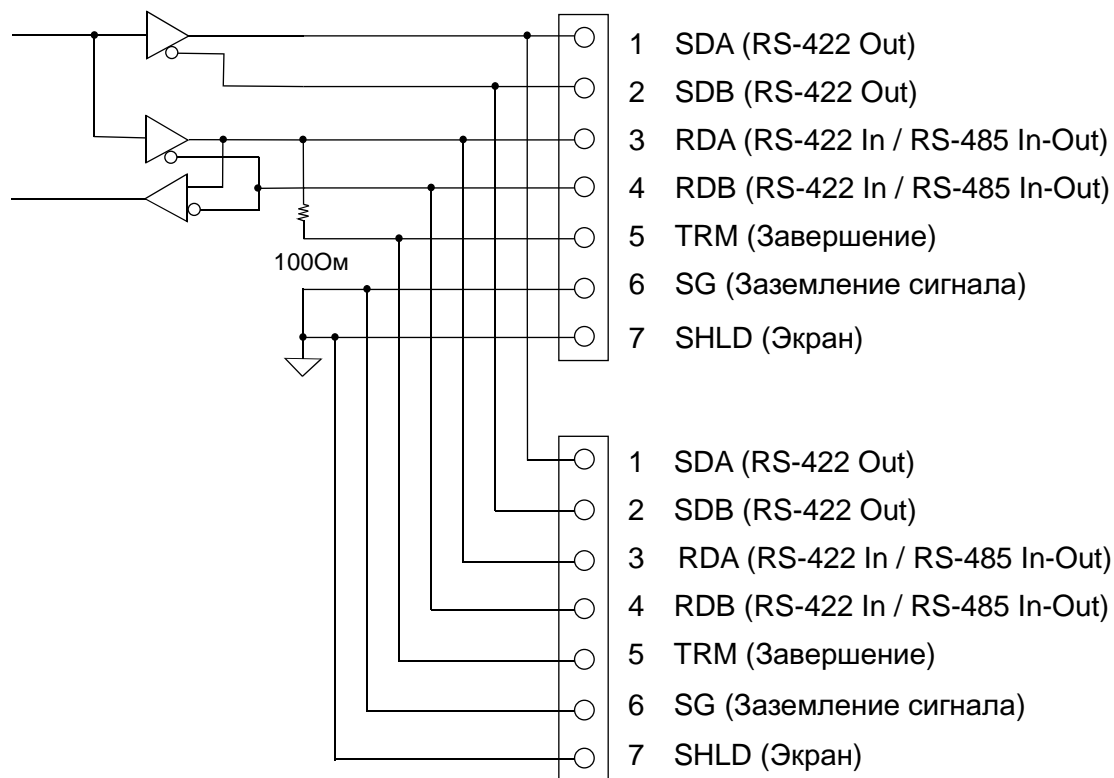 1 SDA (RS-422 Out)
2 SDB (RS-422 Out)
3 RDA (RS-422 In / RS-485 In-Out)
4 RDB (RS-422 In / RS-485 In-Out)
5 TRM (Завершение)
100Ом
6 SG (Заземление сигнала)
7 SHLD (Экран)
1 SDA (RS-422 Out)
2 SDB (RS-422 Out)
3 RDA (RS-422 In / RS-485 In-Out)
4 RDB (RS-422 In / RS-485 In-Out)
5 TRM (Завершение)
6 SG (Заземление сигнала)
7 SHLD (Экран)